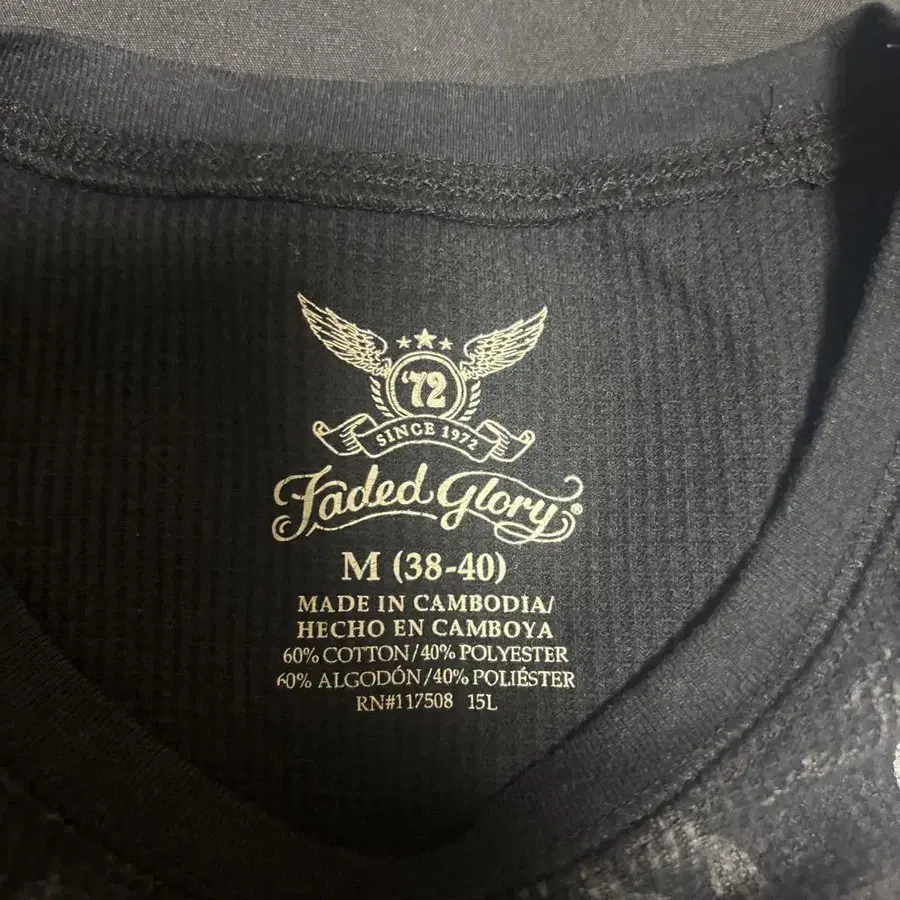 '72
SINCE 1972
Faded Glory®
M (38-40)
MADE IN CAMBODIA/
HECHO EN CAMBOYA
60% COTTON/40% POLYESTER
60% ALGODÓN/40% POLIÉSTER
RN#117508 15L